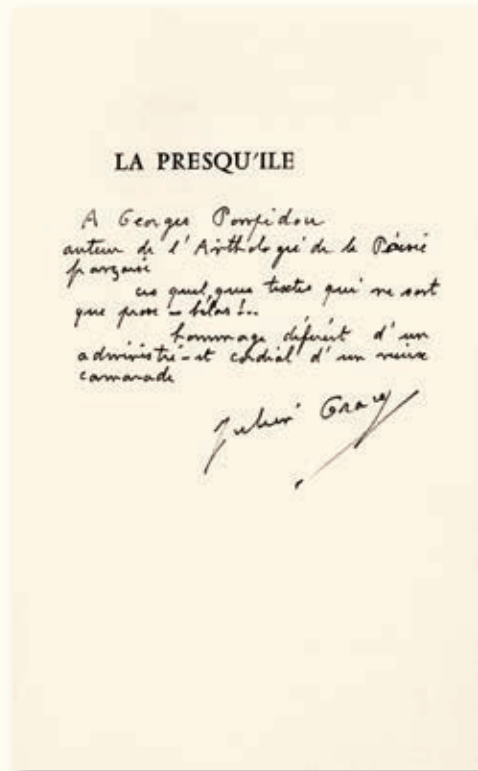 LA PRESQU'ILE
A Georges Pompidou
auteur de l'Anthologie de la Poésie
française
ces quelques textes qui ne sont
que prose – hélas !..
hommage déférent d'un
administré – et cordial d'un vieux
camarade
Julien Gracq